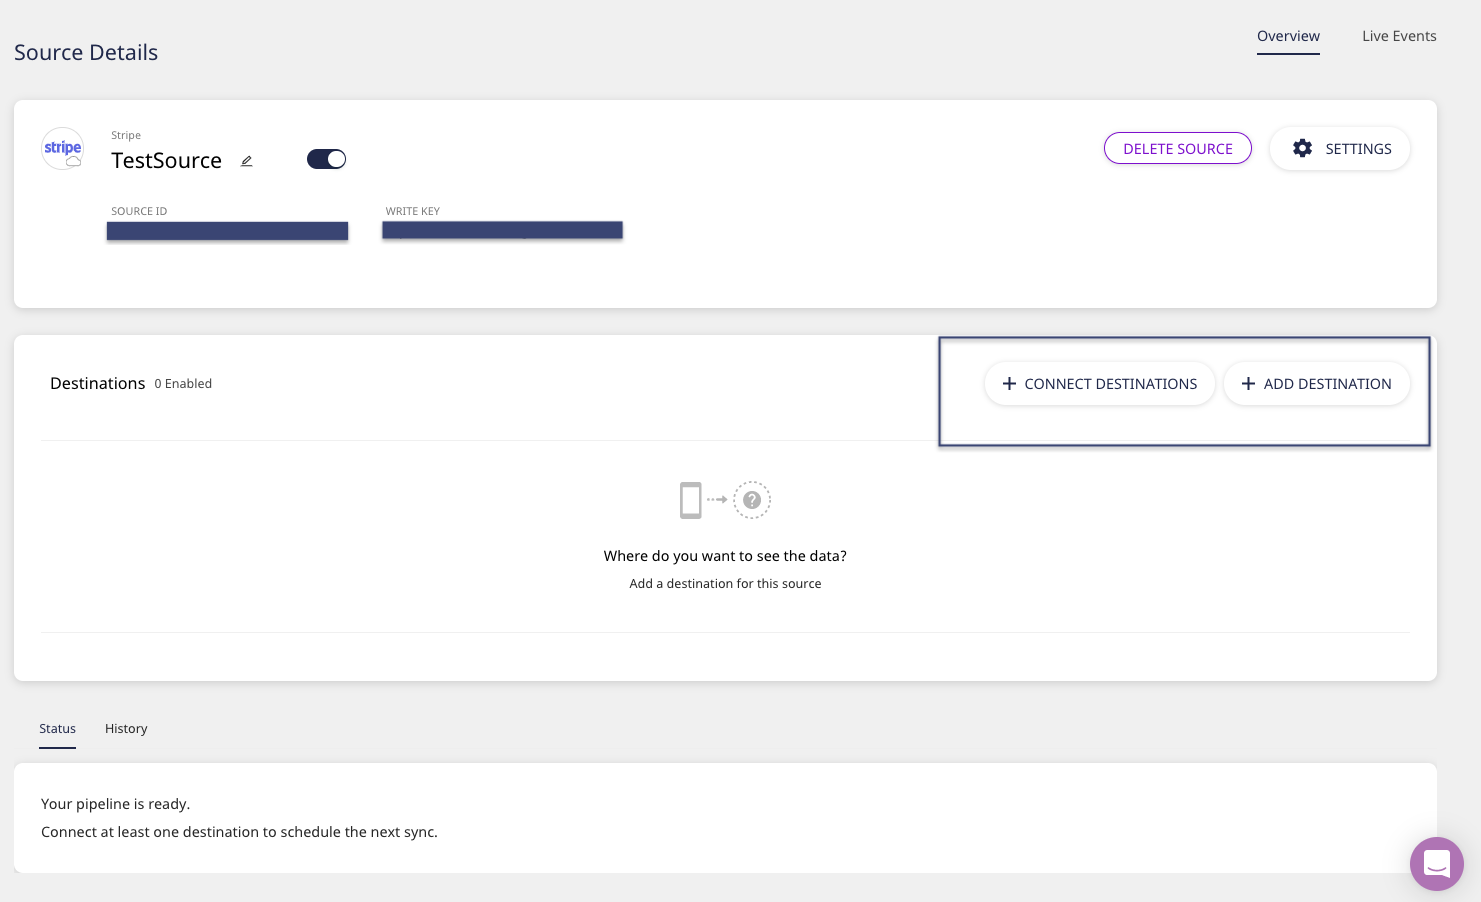 Source Details
Overview
Live Events
stripe
Stripe
TestSource
DELETE SOURCE
SETTINGS
SOURCE ID
WRITE KEY
Destinations 0 Enabled
CONNECT DESTINATIONS
ADD DESTINATION
Where do you want to see the data?
Add a destination for this source
Status
History
Your pipeline is ready.
Connect at least one destination to schedule the next sync.